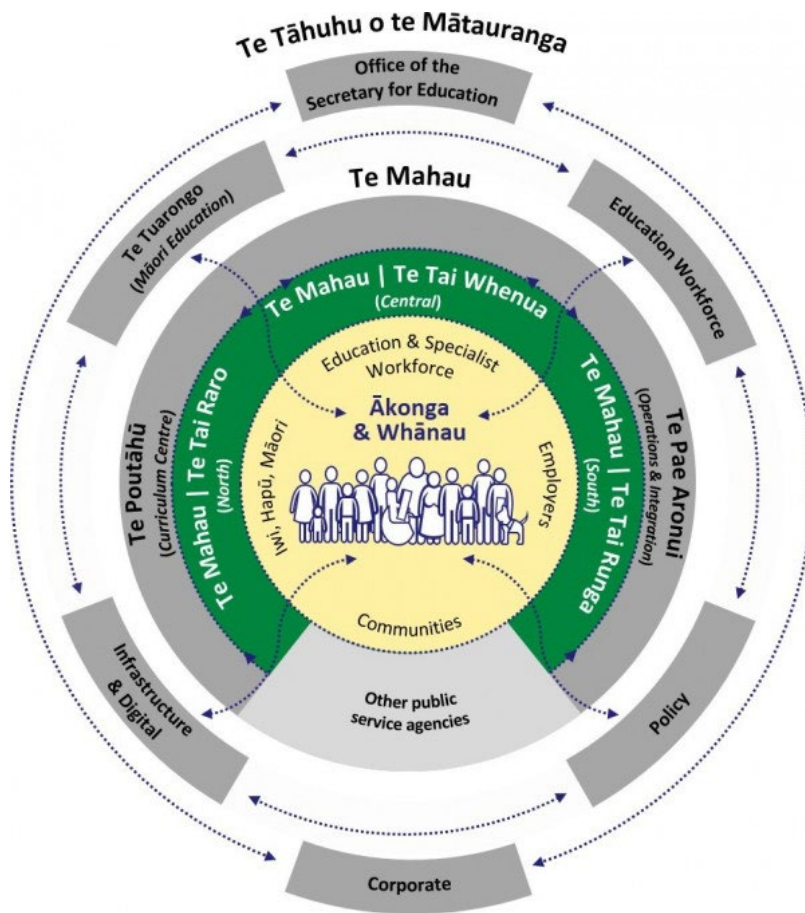 Te Tāhuhu o te Mātauranga
Office of the
Secretary for Education
Te Tuarongo
(Māori Education)
Education Workforce
Te Mahau
Te Mahau | Te Tai Whenua
(Central)
Te Poutāhū
(Curriculum Centre)
Te Mahau | Te Tai Raro
(North)
Te Mahau | Te Tai Runga
(South)
Te Pae Aronui
(Operations & Integration)
Education & Specialist
Workforce
Iwi, Hapū, Māori
Ākonga
& Whānau
Employers
Communities
Other public
service agencies
Infrastructure
& Digital
Policy
Corporate